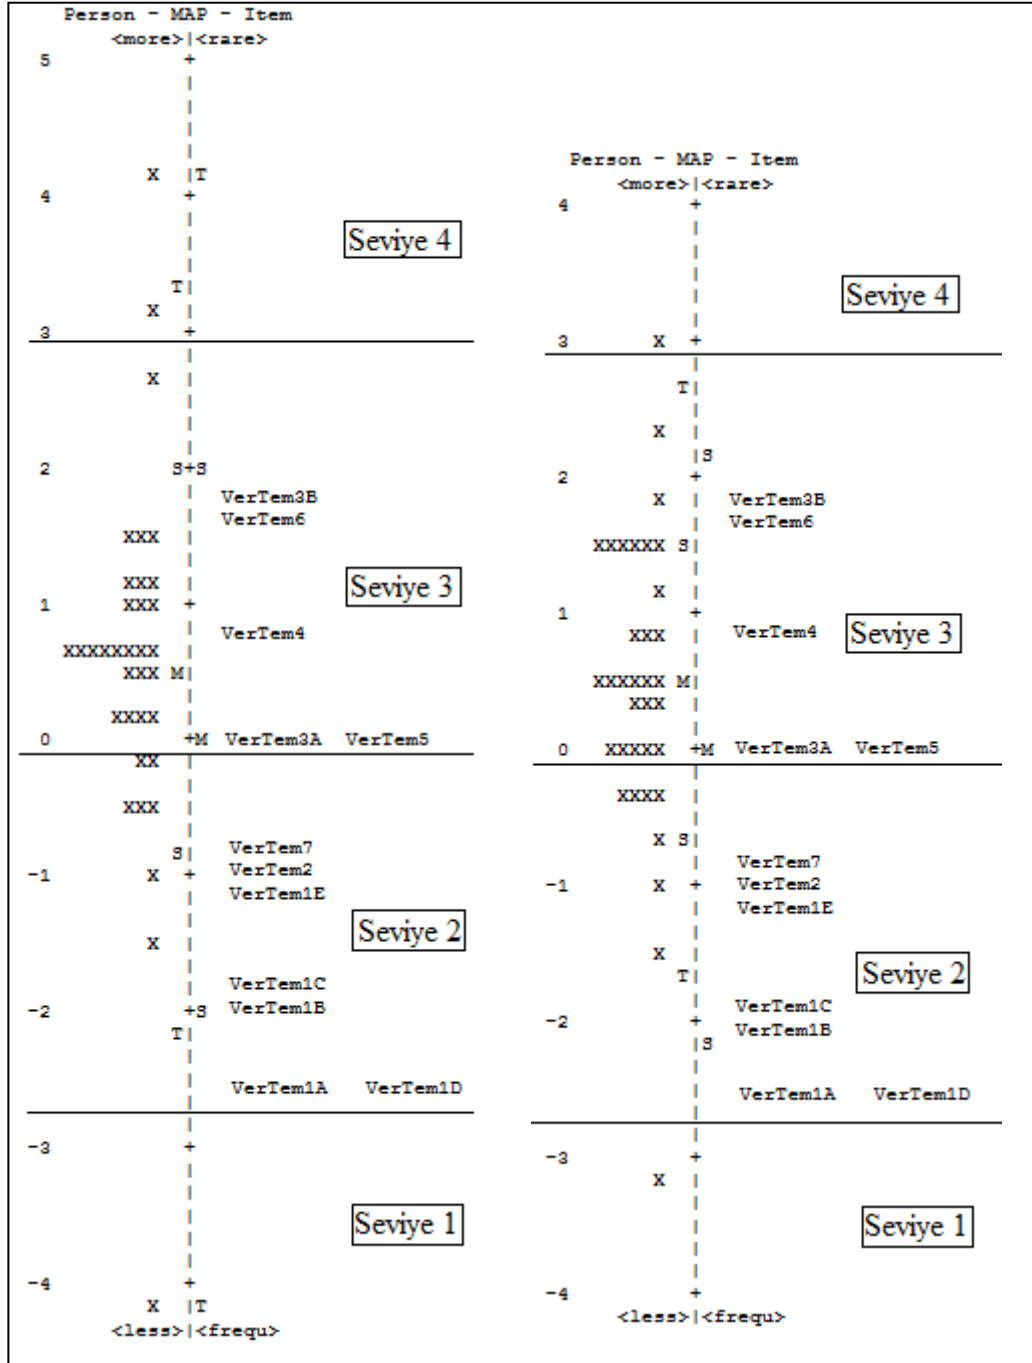 Person - MAP - Item
<more>|<rare>
5 +
X |T
4 +
Seviye 4
T|
X |
3 +
X |
2 S+S
VerTem3B
VerTem6
XXX |
XXX |
Seviye 3
1 XXX +
VerTem4
XXXXXXXX |
XXX M|
XXXX |
0 +M VerTem3A VerTem5
XX |
XXX |
S| VerTem7
-1 X + VerTem2
VerTem1E
X |
Seviye 2
VerTem1C
-2 +S VerTem1B
T|
VerTem1A VerTem1D
-3 +
Seviye 1
-4 +
X |T
<less>|<frequ>
Person - MAP - Item
<more>|<rare>
4 +
Seviye 4
3 X +
T|
X |
|S
2 +
X | VerTem3B
VerTem6
XXXXXX S|
X |
1 +
XXX | VerTem4
Seviye 3
XXXXXX M|
XXX |
0 XXXXX +M VerTem3A VerTem5
XXXX |
X S|
VerTem7
-1 X + VerTem2
VerTem1E
X |
T|
Seviye 2
VerTem1C
-2 + VerTem1B
|S
VerTem1A VerTem1D
-3 +
X |
Seviye 1
-4 +
<less>|<frequ>